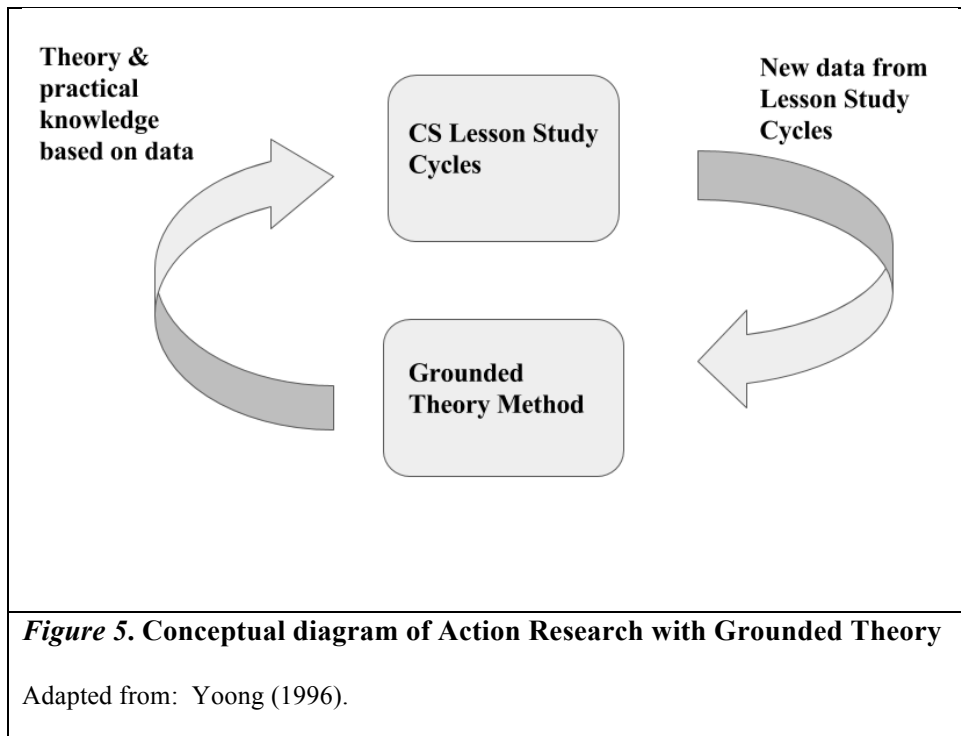 Theory &
practical
knowledge
based on data
CS Lesson Study
Cycles
New data from
Lesson Study
Cycles
Grounded
Theory Method
Figure 5. Conceptual diagram of Action Research with Grounded Theory
Adapted from:  Yoong (1996).